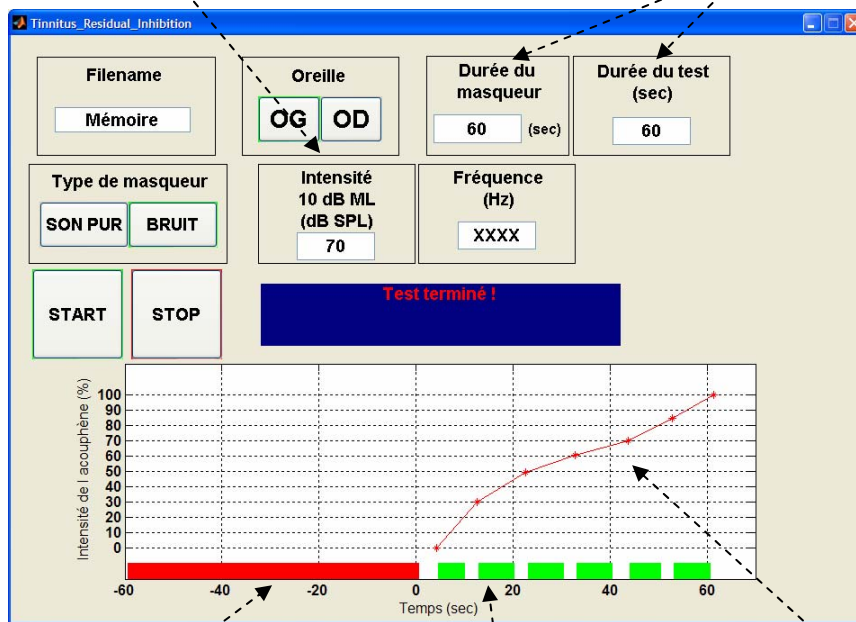 Tinnitus_Residual_Inhibition
Filename
Mémoire
Oreille
OG OD
Durée du
masqueur
60 (sec)
Durée du test
(sec)
60
Type de masqueur
SON PUR BRUIT
Intensité
10 dB ML
(dB SPL)
70
Fréquence
(Hz)
XXXX
START STOP
Test terminé !
Intensité de l acouphène (%)
100
90
80
70
60
50
40
30
20
10
0
-60 -40 -20 0 20 40 60
Temps (sec)